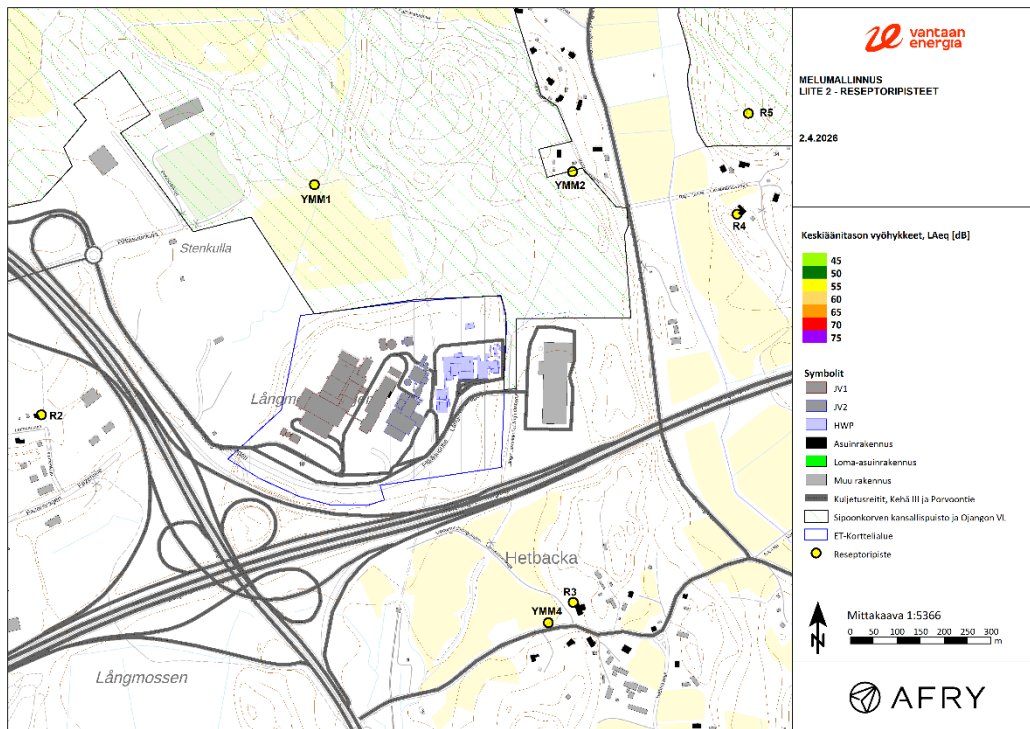 vantaan
energia
MELUMALLINNUS
LIITE 2 - RESEPTORIPISTEET
2.4.2026
Keskiäänitason vyöhykkeet, LAeq [dB]
45
50
55
60
65
70
75
Symbolit
JV1
JV2
HWP
Asuinrakennus
Loma-asuinrakennus
Muu rakennus
Kuljetusreitit, Kehä III ja Porvoontie
Sipoonkorven kansallispuisto ja Ojangon VL
ET-Korttelialue
Reseptoripiste
N
Mittakaava 1:5366
0 50 100 150 200 250 300
m
AFRY
R5
YMM2
YMM1
R4
Stenkulla
R2
R3
Hetbacka
YMM4
Långmossen